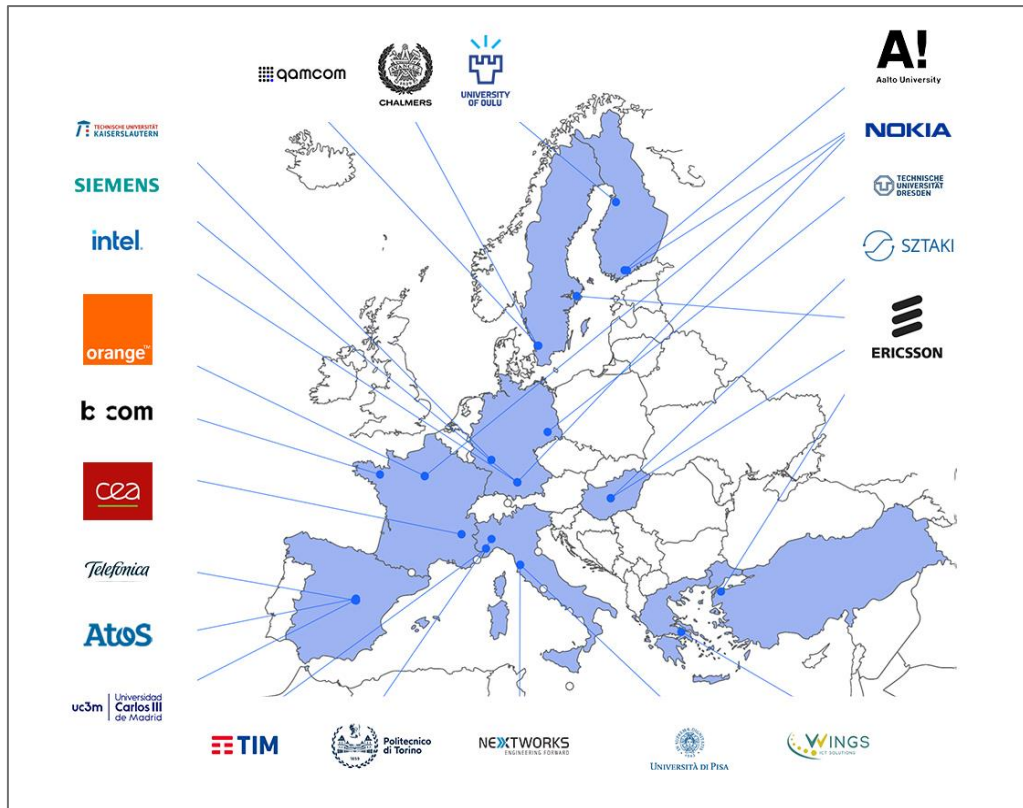 qamcom
CHALMERS
UNIVERSITY
OF OULU
A!
Aalto University
TECHNISCHE UNIVERSITÄT
KAISERSLAUTERN
NOKIA
SIEMENS
TECHNISCHE
UNIVERSITÄT
DRESDEN
intel.
SZTAKI
orange™
ERICSSON
b com
cea
Telefónica
Atos
uc3m | Universidad
Carlos III
de Madrid
TIM
Politecnico
di Torino
1859
NEXTWORKS
ENGINEERING FORWARD
UNIVERSITÀ DI PISA
WINGS
ICT SOLUTIONS